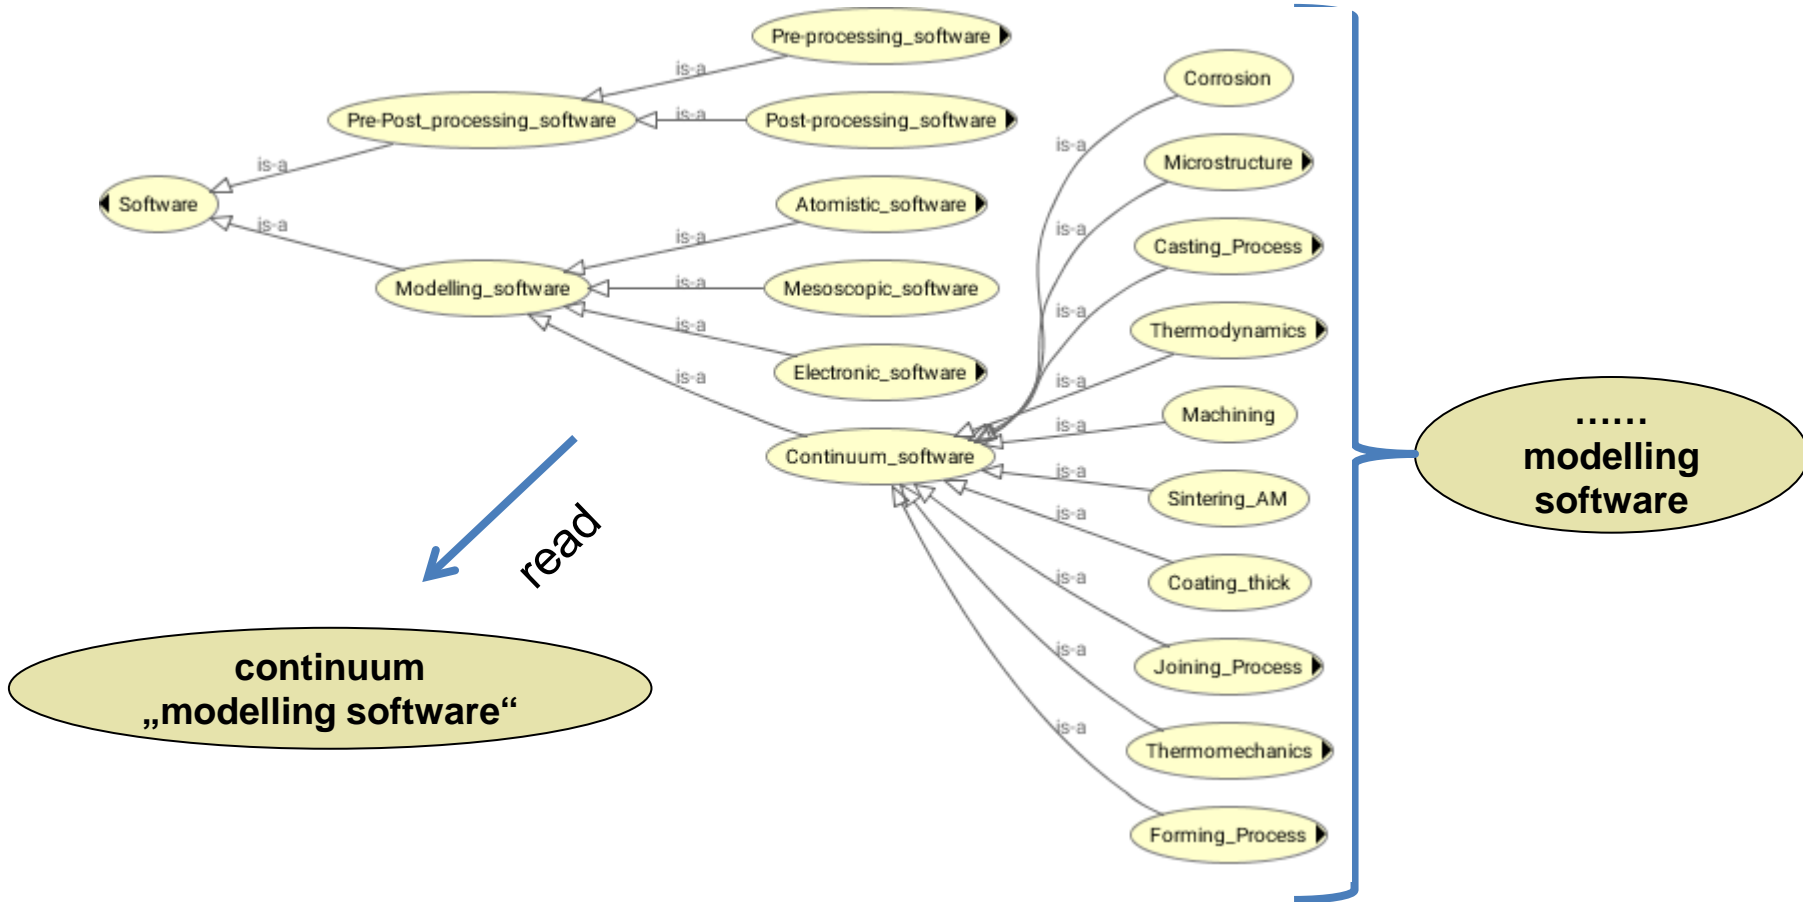 Pre-processing_software
is-a
Corrosion
Pre-Post_processing_software
is-a
Post-processing_software
is-a
is-a
Microstructure
Software
Atomistic_software
is-a
is-a
is-a
Casting_Process
Modelling_software
is-a
Mesoscopic_software
is-a
Thermodynamics
is-a
Electronic_software
is-a
is-a
Machining
is-a
Continuum_software
is-a
Sintering_AM
is-a
Coating_thick
is-a
Joining_Process
is-a
Thermomechanics
is-a
Forming_Process
......
modelling
software
read
continuum
„modelling software“